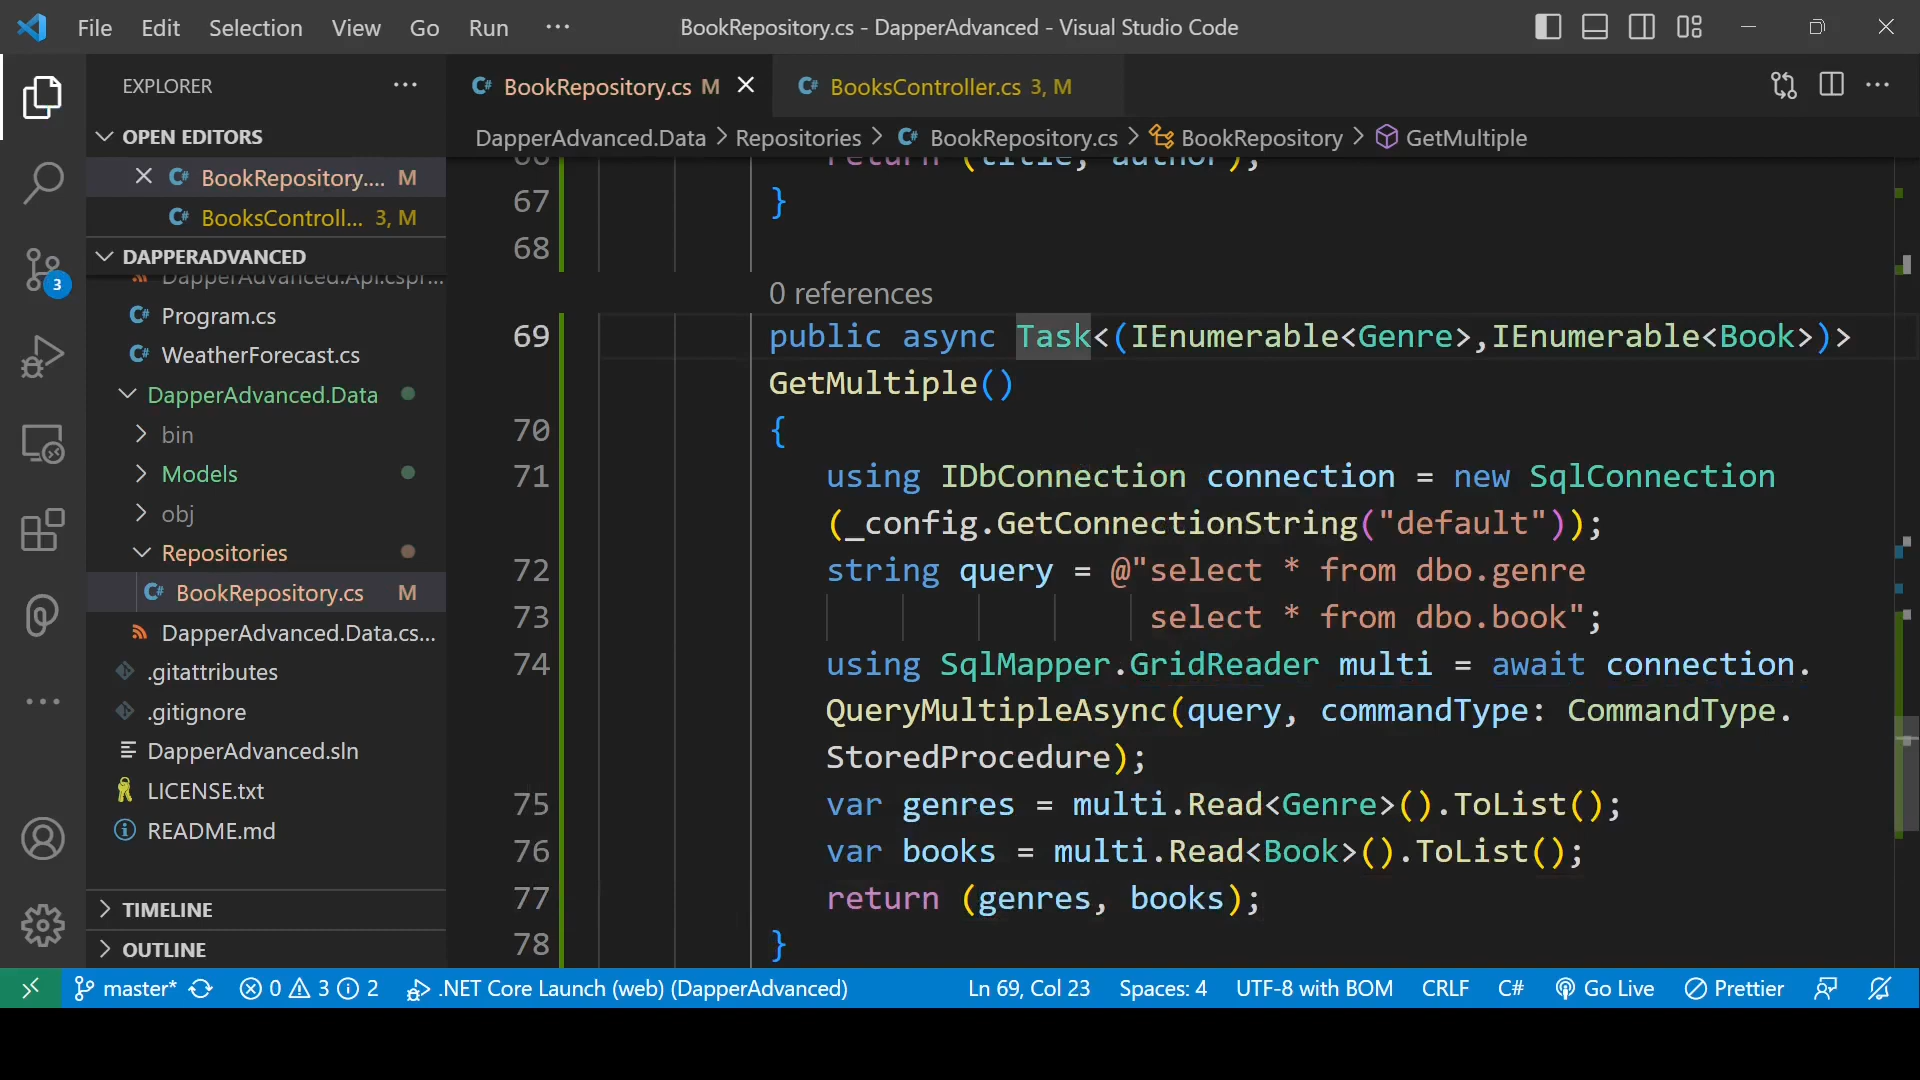 File Edit Selection View Go Run ··· BookRepository.cs - DapperAdvanced - Visual Studio Code
EXPLORER ···
BookRepository.cs M
BooksController.cs 3, M
OPEN EDITORS
BookRepository.... M
BooksControll... 3, M
DAPPERADVANCED
DapperAdvanced.Api.cspr...
Program.cs
WeatherForecast.cs
DapperAdvanced.Data
bin
Models
obj
Repositories
BookRepository.cs M
DapperAdvanced.Data.cs...
.gitattributes
.gitignore
DapperAdvanced.sln
LICENSE.txt
README.md
TIMELINE
OUTLINE
DapperAdvanced.Data > Repositories > BookRepository.cs > BookRepository > GetMultiple
66 return (title, author);
67 }
68
0 references
69 public async Task<(IEnumerable<Genre>,IEnumerable<Book>)>
GetMultiple()
70 {
71 using IDbConnection connection = new SqlConnection
(_config.GetConnectionString("default"));
72 string query = @"select * from dbo.genre
73 select * from dbo.book";
74 using SqlMapper.GridReader multi = await connection.
QueryMultipleAsync(query, commandType: CommandType.
StoredProcedure);
75 var genres = multi.Read<Genre>().ToList();
76 var books = multi.Read<Book>().ToList();
77 return (genres, books);
78 }
3
master* 0 3 2 .NET Core Launch (web) (DapperAdvanced) Ln 69, Col 23 Spaces: 4 UTF-8 with BOM CRLF C# Go Live Prettier